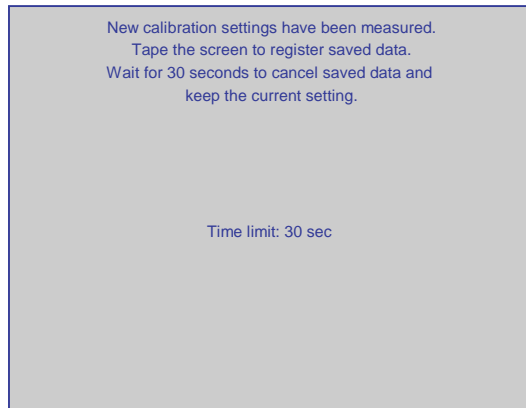 New calibration settings have been measured.
Tape the screen to register saved data.
Wait for 30 seconds to cancel saved data and
keep the current setting.
Time limit: 30 sec